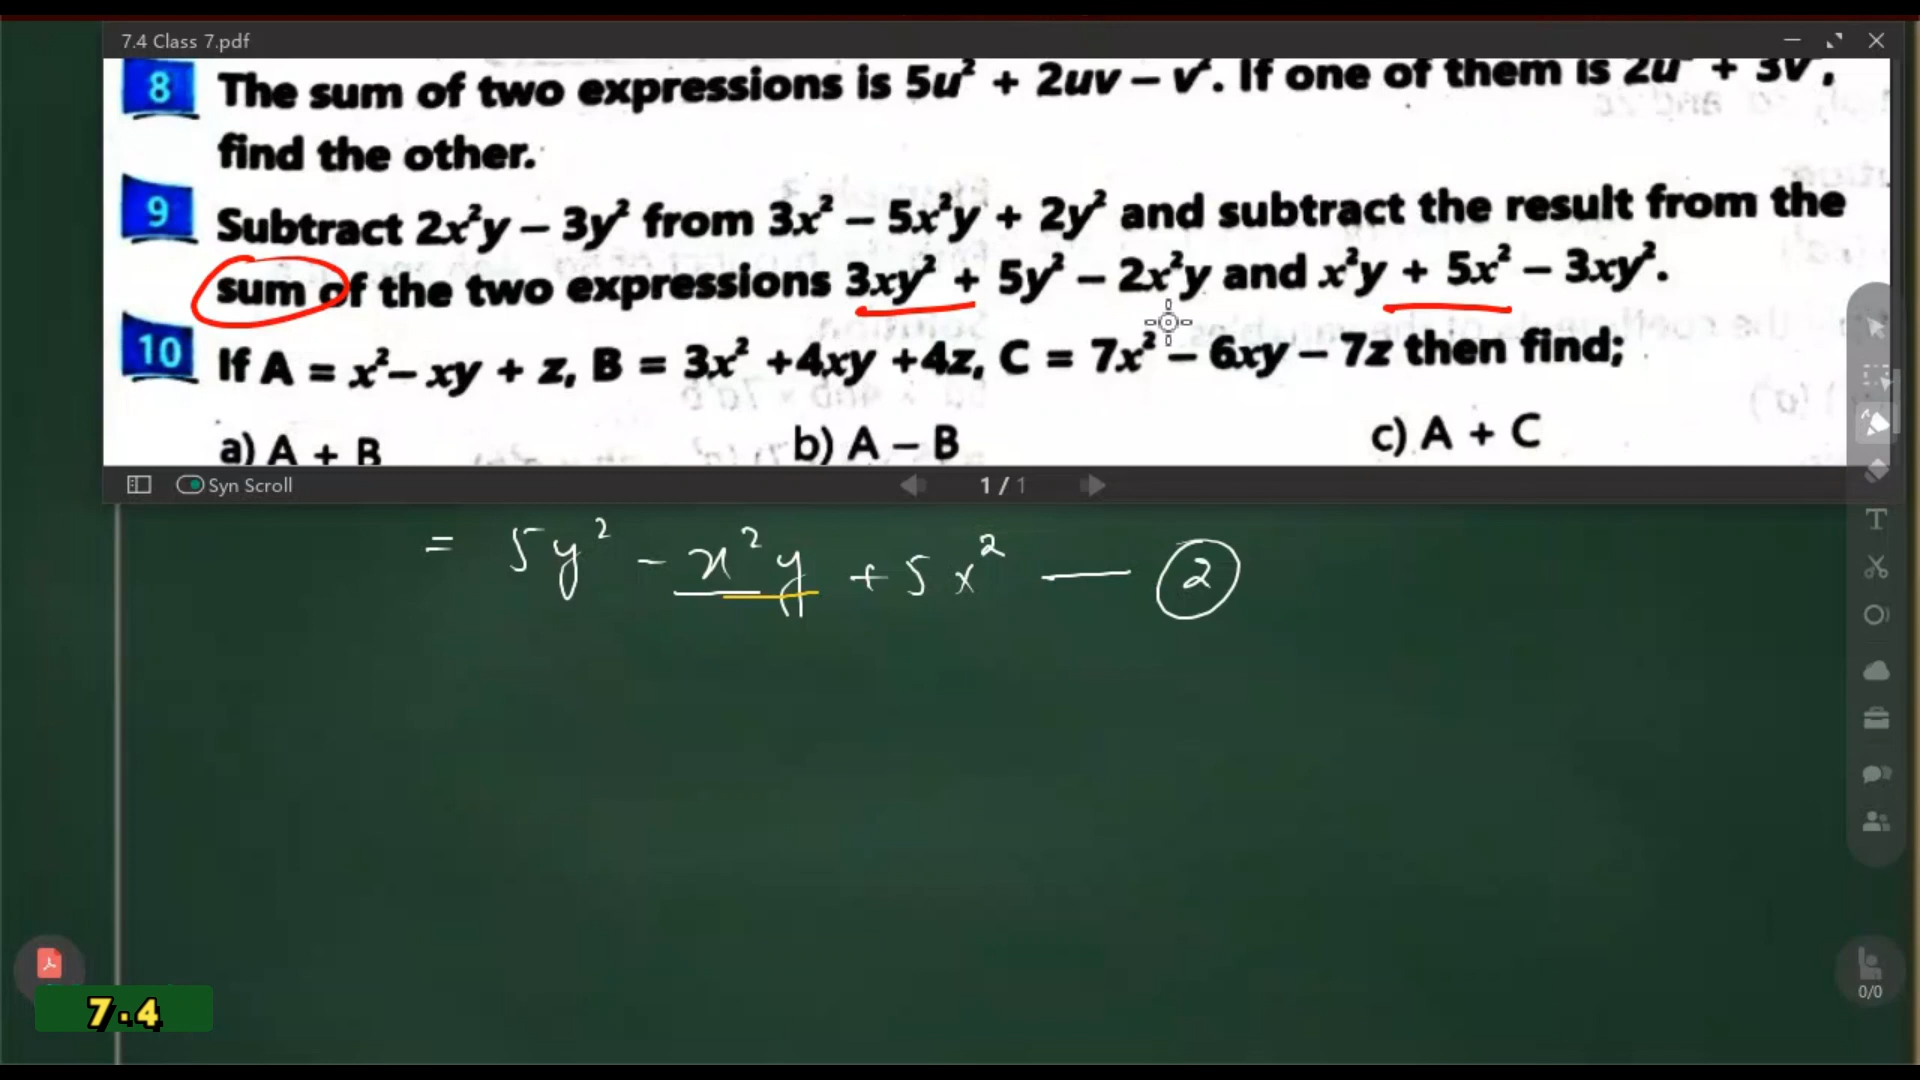 7.4 Class 7.pdf
8 The sum of two expressions is 5u² + 2uv – v². If one of them is 2u² + 3v²,
find the other.
9 Subtract 2x²y – 3y² from 3x² – 5x²y + 2y² and subtract the result from the
sum of the two expressions 3xy² + 5y² – 2x²y and x²y + 5x² – 3xy².
10 If A = x² – xy + z, B = 3x² +4xy +4z, C = 7x² – 6xy – 7z then find;
a) A + B b) A – B c) A + C
Syn Scroll 1 / 1
= 5y² - x²y + 5x² — ②
7.4
0/0